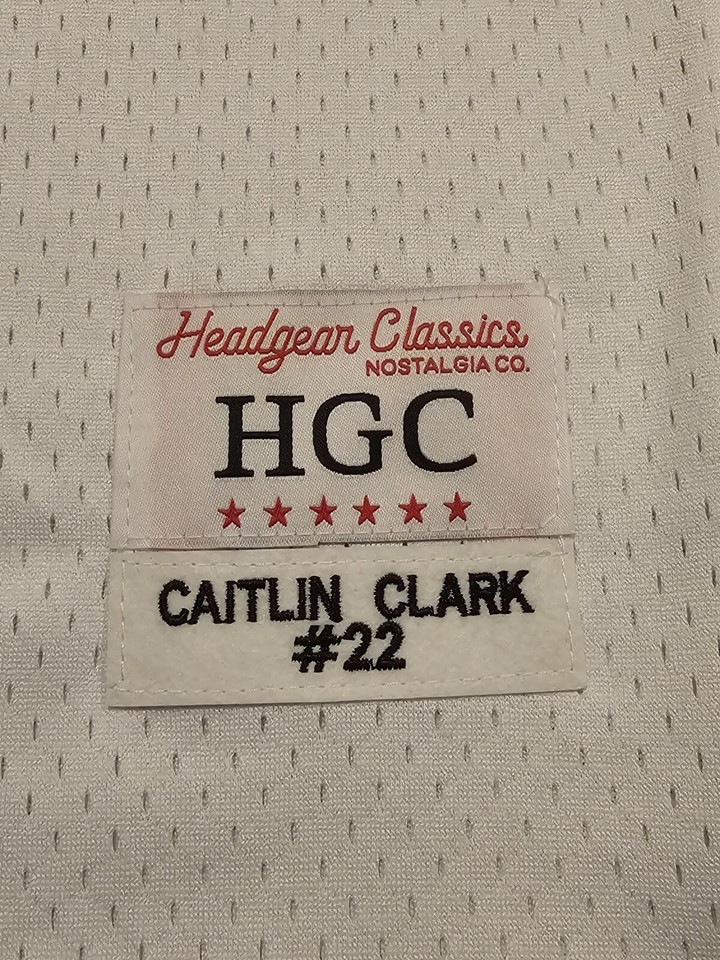 Headgear Classics
NOSTALGIA CO.
HGC
CAITLIN CLARK
#22